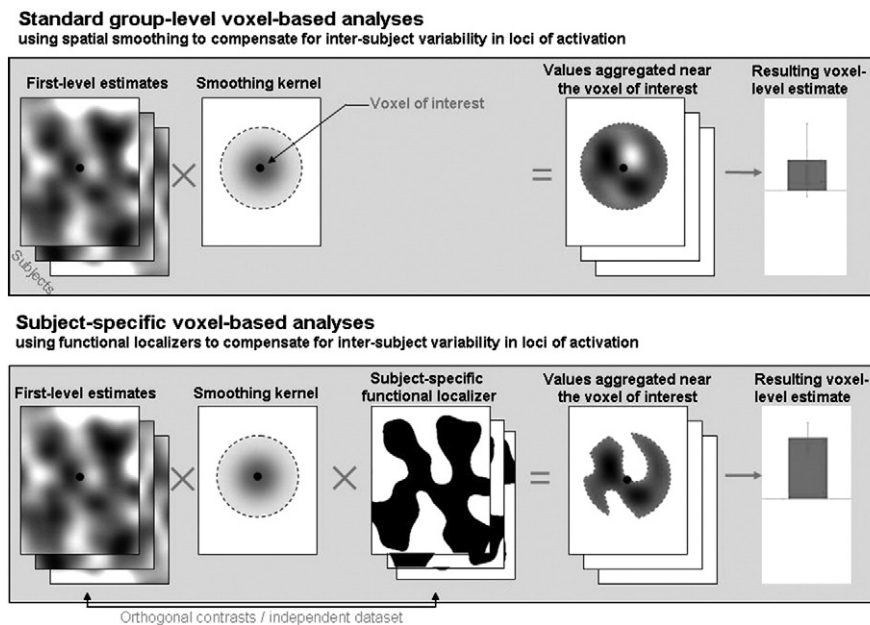 Standard group-level voxel-based analyses
using spatial smoothing to compensate for inter-subject variability in loci of activation
First-level estimates
Smoothing kernel
Values aggregated near
the voxel of interest
Resulting voxel-
level estimate
Voxel of interest
×
=
Subjects
Subject-specific voxel-based analyses
using functional localizers to compensate for inter-subject variability in loci of activation
First-level estimates
Smoothing kernel
Subject-specific
functional localizer
Values aggregated near
the voxel of interest
Resulting voxel-
level estimate
×
×
=
Orthogonal contrasts / independent dataset